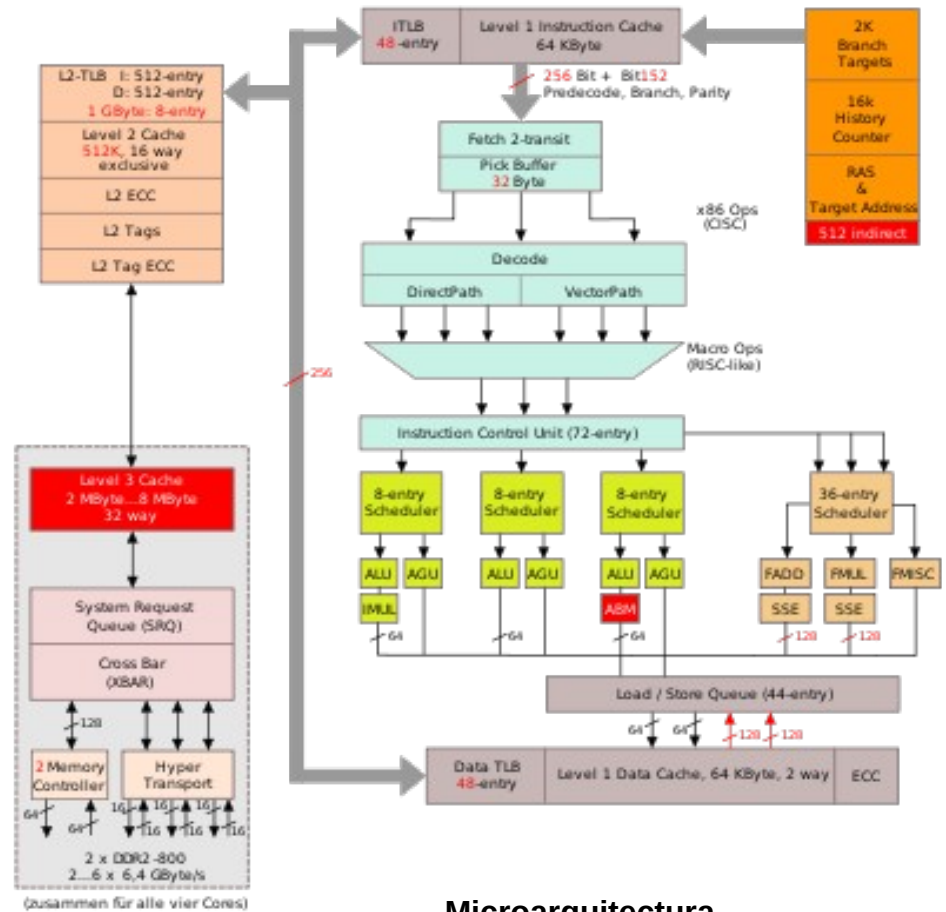 ITLB
48-entry
Level 1 Instruction Cache
64 KByte
2K
Branch
Targets
16k
History
Counter
RAS
&
Target Address
512 indirect
L2-TLB I: 512-entry
D: 512-entry
1 GByte: 8-entry
Level 2 Cache
512K, 16 way
exclusive
L2 ECC
L2 Tags
L2 Tag ECC
256 Bit + Bit152
Predecode, Branch, Parity
Fetch 2-transit
Pick Buffer
32 Byte
x86 Ops
(CISC)
Decode
DirectPath
VectorPath
Macro Ops
(RISC-like)
256
Instruction Control Unit (72-entry)
8-entry
Scheduler
8-entry
Scheduler
8-entry
Scheduler
36-entry
Scheduler
ALU
AGU
ALU
AGU
ALU
AGU
FADD
FMUL
FMISC
IMUL
ABM
SSE
SSE
64
64
64
128
128
Load / Store Queue (44-entry)
64
64
128
128
Data TLB
48-entry
Level 1 Data Cache, 64 KByte, 2 way
ECC
Level 3 Cache
2 MByte...8 MByte
32 way
System Request
Queue (SRQ)
Cross Bar
(XBAR)
128
2 Memory
Controller
Hyper
Transport
64
64
16
16
16
16
16
16
2 x DDR2-800
2...6 x 6,4 GByte/s
(zusammen für alle vier Cores)
Microarquitectura